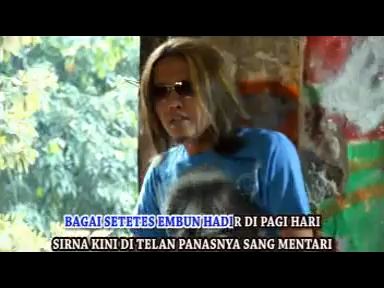 BAGAI SETETES EMBUN HADIR DI PAGI HARI
SIRNA KINI DI TELAN PANASNYA SANG MENTARI